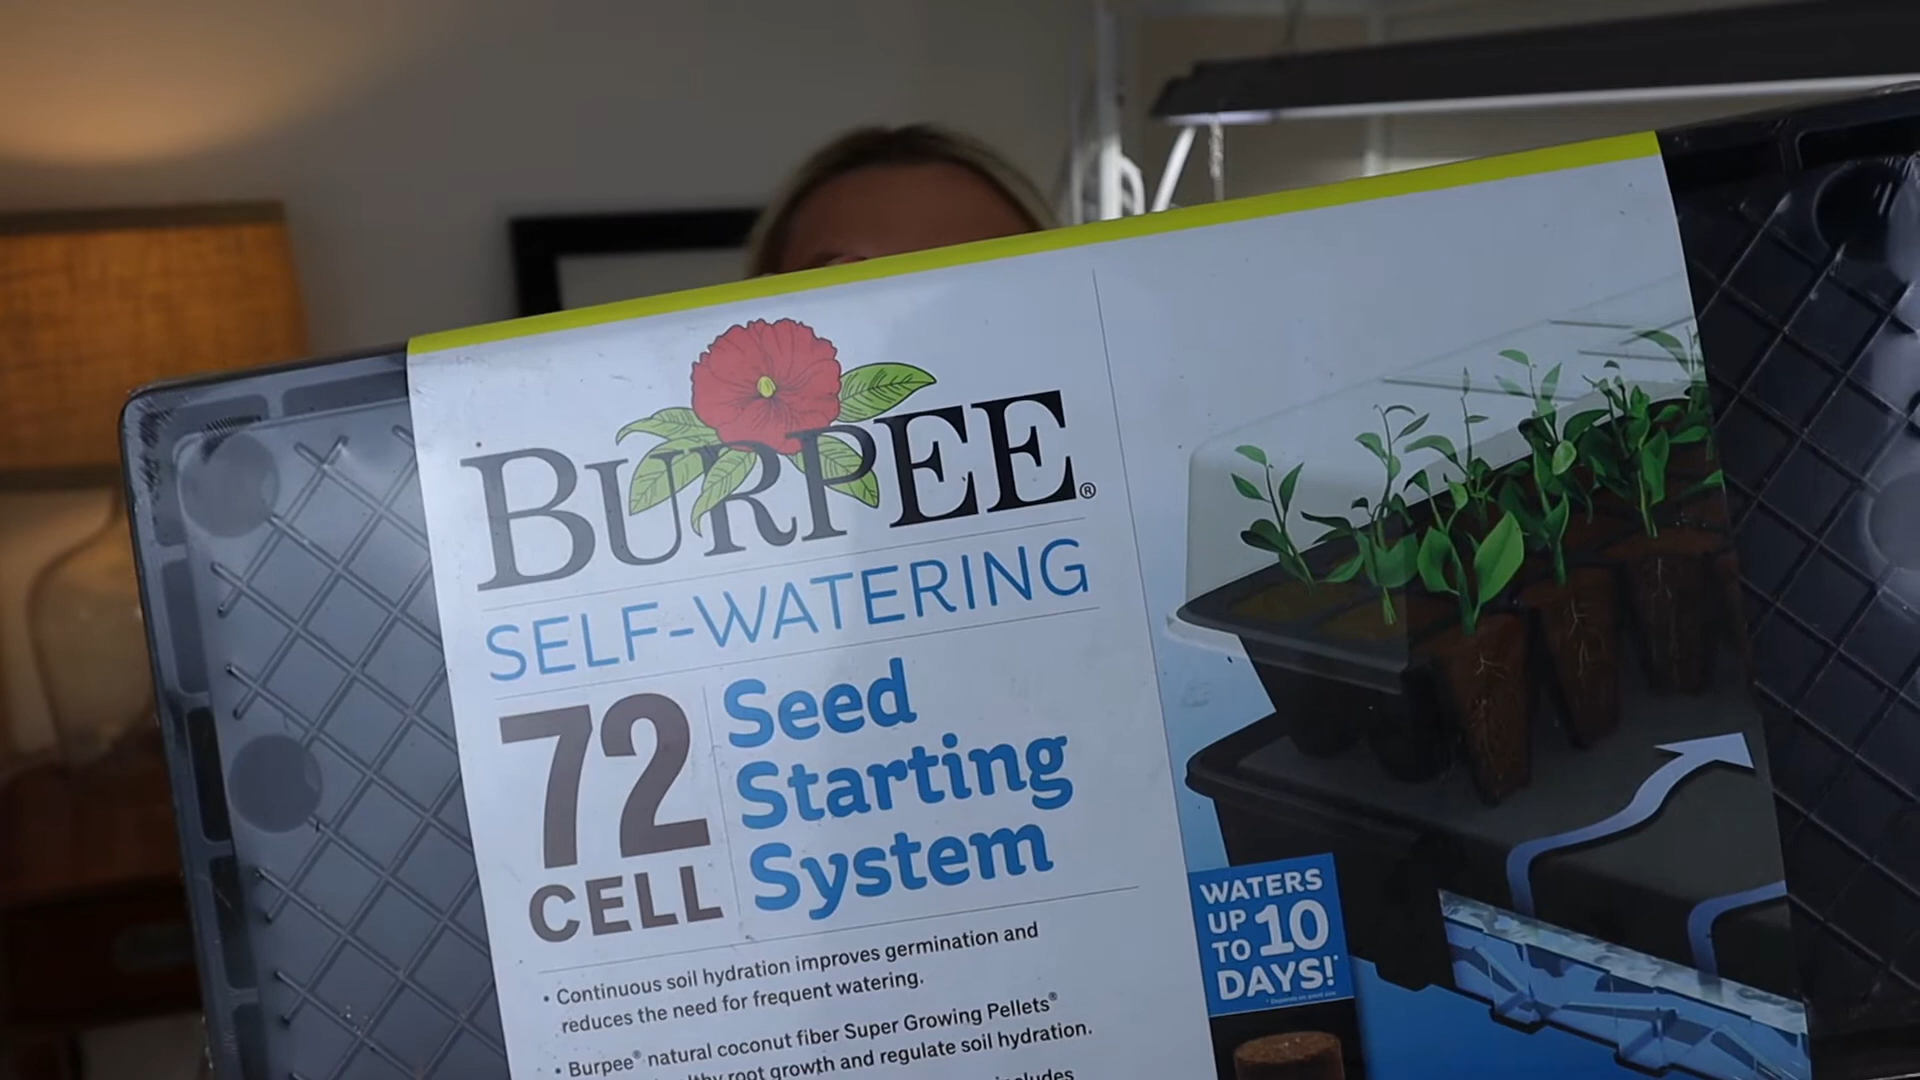 BURPEE®
SELF-WATERING
72
CELL
Seed
Starting
System
• Continuous soil hydration improves germination and
reduces the need for frequent watering.
• Burpee® natural coconut fiber Super Growing Pellets®
root growth and regulate soil hydration.
WATERS
UP
TO 10
DAYS!*